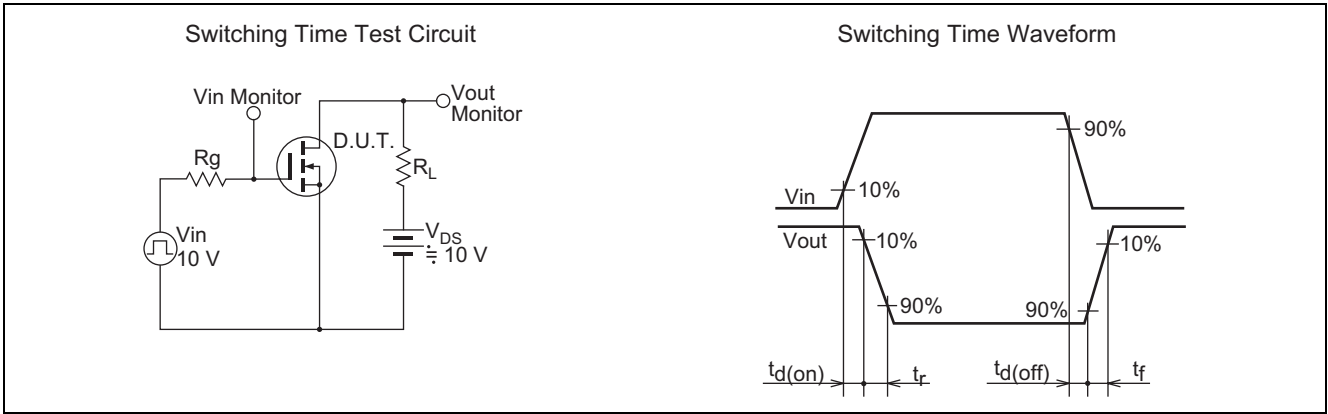 Switching Time Test Circuit
Vin Monitor
Vout
Monitor
D.U.T.
Rg
RL
Vin
10 V
VDS
≒ 10 V
Switching Time Waveform
90%
10%
Vin
Vout
10%
10%
90%
90%
td(on)
tr
td(off)
tf